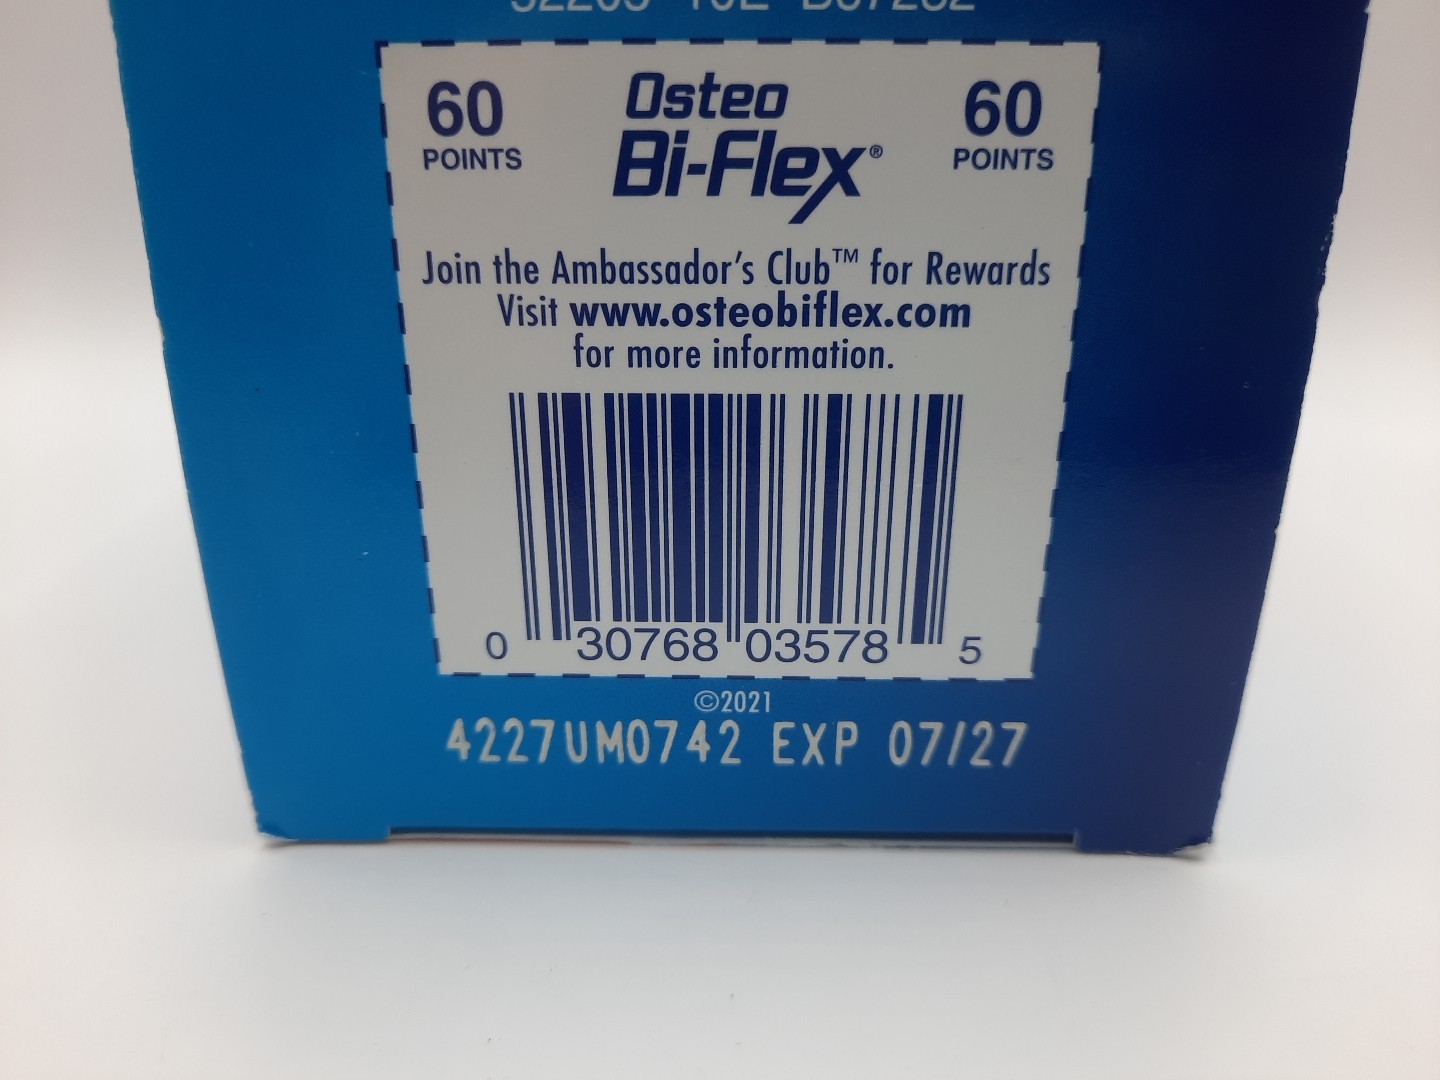 60 POINTS
Osteo
Bi-Flex®
60 POINTS
Join the Ambassador's Club™ for Rewards
Visit www.osteobiflex.com
for more information.
0 30768 03578 5
©2021
4227UM0742 EXP 07/27